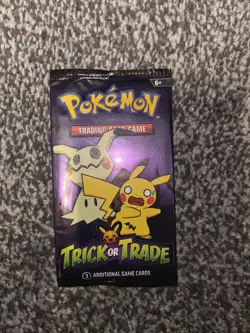 6+
POKÉMON
TRADING CARD GAME
TRICK OR TRADE
3 ADDITIONAL GAME CARDS